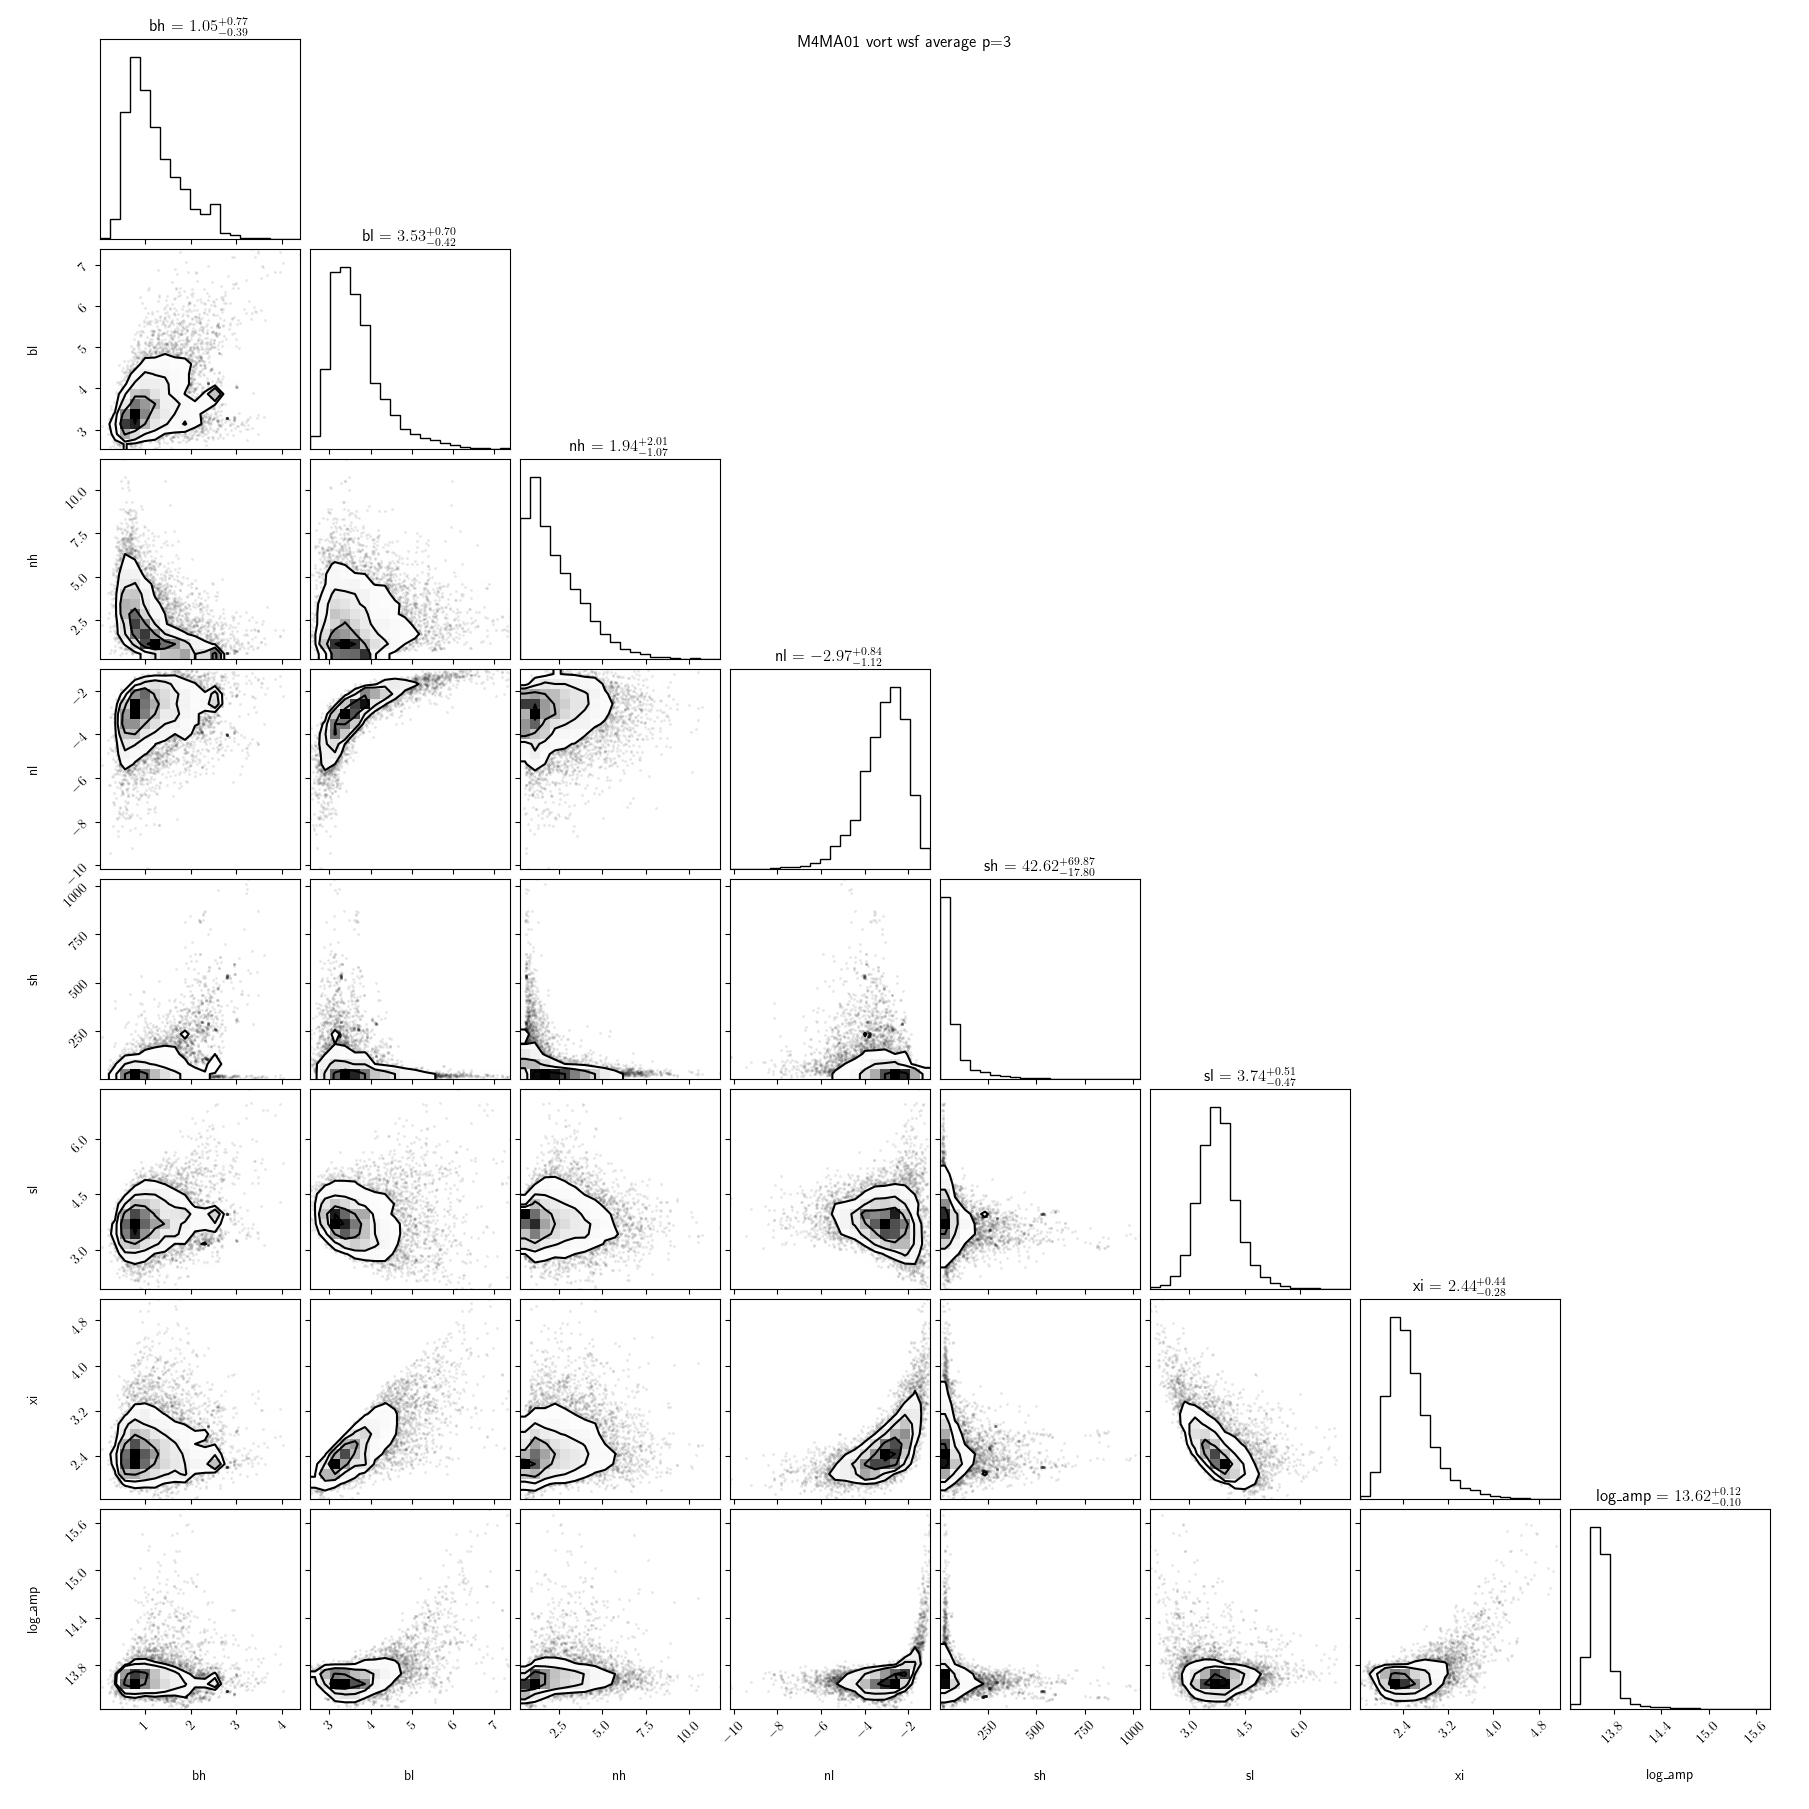 bh = 1.05^{+0.77}_{-0.39}
M4MA01 vort wsf average p=3
bl = 3.53^{+0.70}_{-0.42}
7
6
5
4
3
bl
nh = 1.94^{+2.01}_{-1.07}
10.0
7.5
5.0
2.5
nh
nl = −2.97^{+0.84}_{-1.12}
−2
−4
−6
−8
−10
nl
sh = 42.62^{+69.87}_{-17.80}
1000
750
500
250
sh
sl = 3.74^{+0.51}_{-0.47}
6.0
4.5
3.0
sl
xi = 2.44^{+0.44}_{-0.28}
4.8
4.0
3.2
2.4
xi
log_amp = 13.62^{+0.12}_{-0.10}
15.6
15.0
14.4
13.8
log_amp
1 2 3 4 3 4 5 6 7 2.5 5.0 7.5 10.0 −10 −8 −6 −4 −2 250 500 750 1000 3.0 4.5 6.0 2.4 3.2 4.0 4.8 13.8 14.4 15.0 15.6
bh bl nh nl sh sl xi log_amp